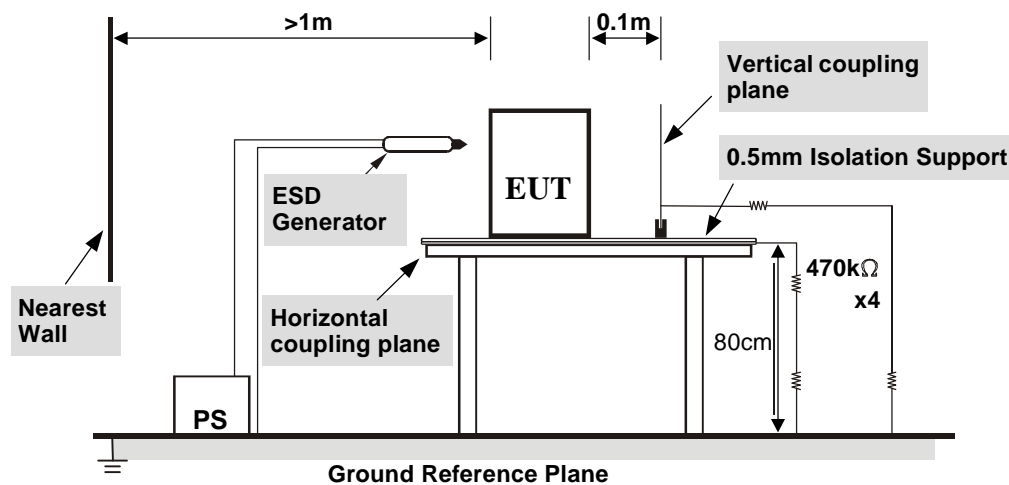 >1m
0.1m
Vertical coupling
plane
0.5mm Isolation Support
ESD
Generator
EUT
Nearest
Wall
Horizontal
coupling plane
470kΩ
x4
80cm
PS
Ground Reference Plane